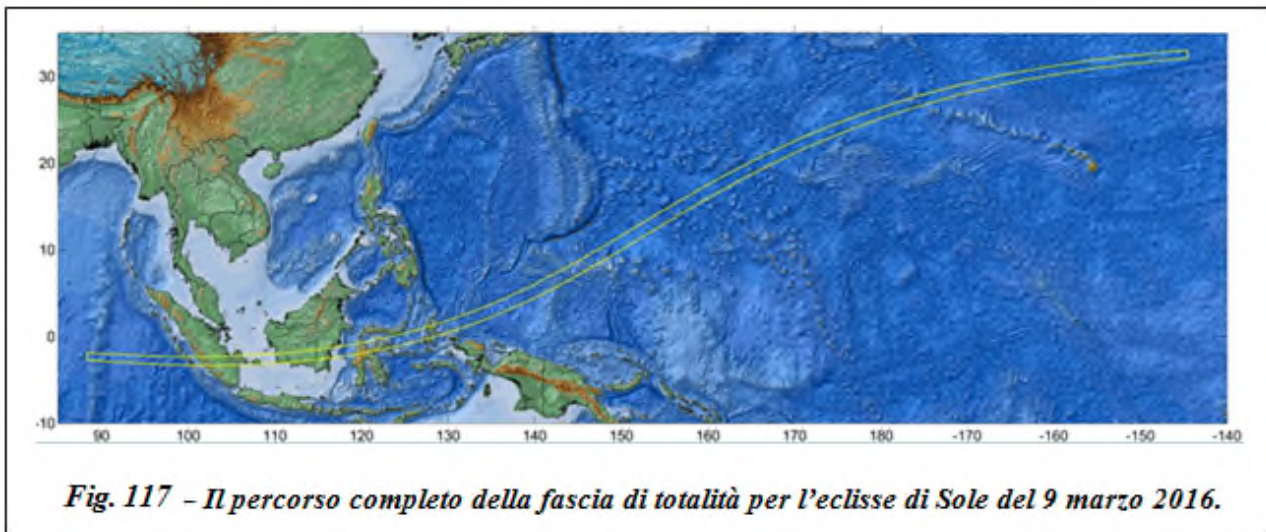 30
20
10
0
-10
90 100 110 120 130 140 150 160 170 180 -170 -160 -150 -140
Fig. 117 – Il percorso completo della fascia di totalità per l’eclisse di Sole del 9 marzo 2016.